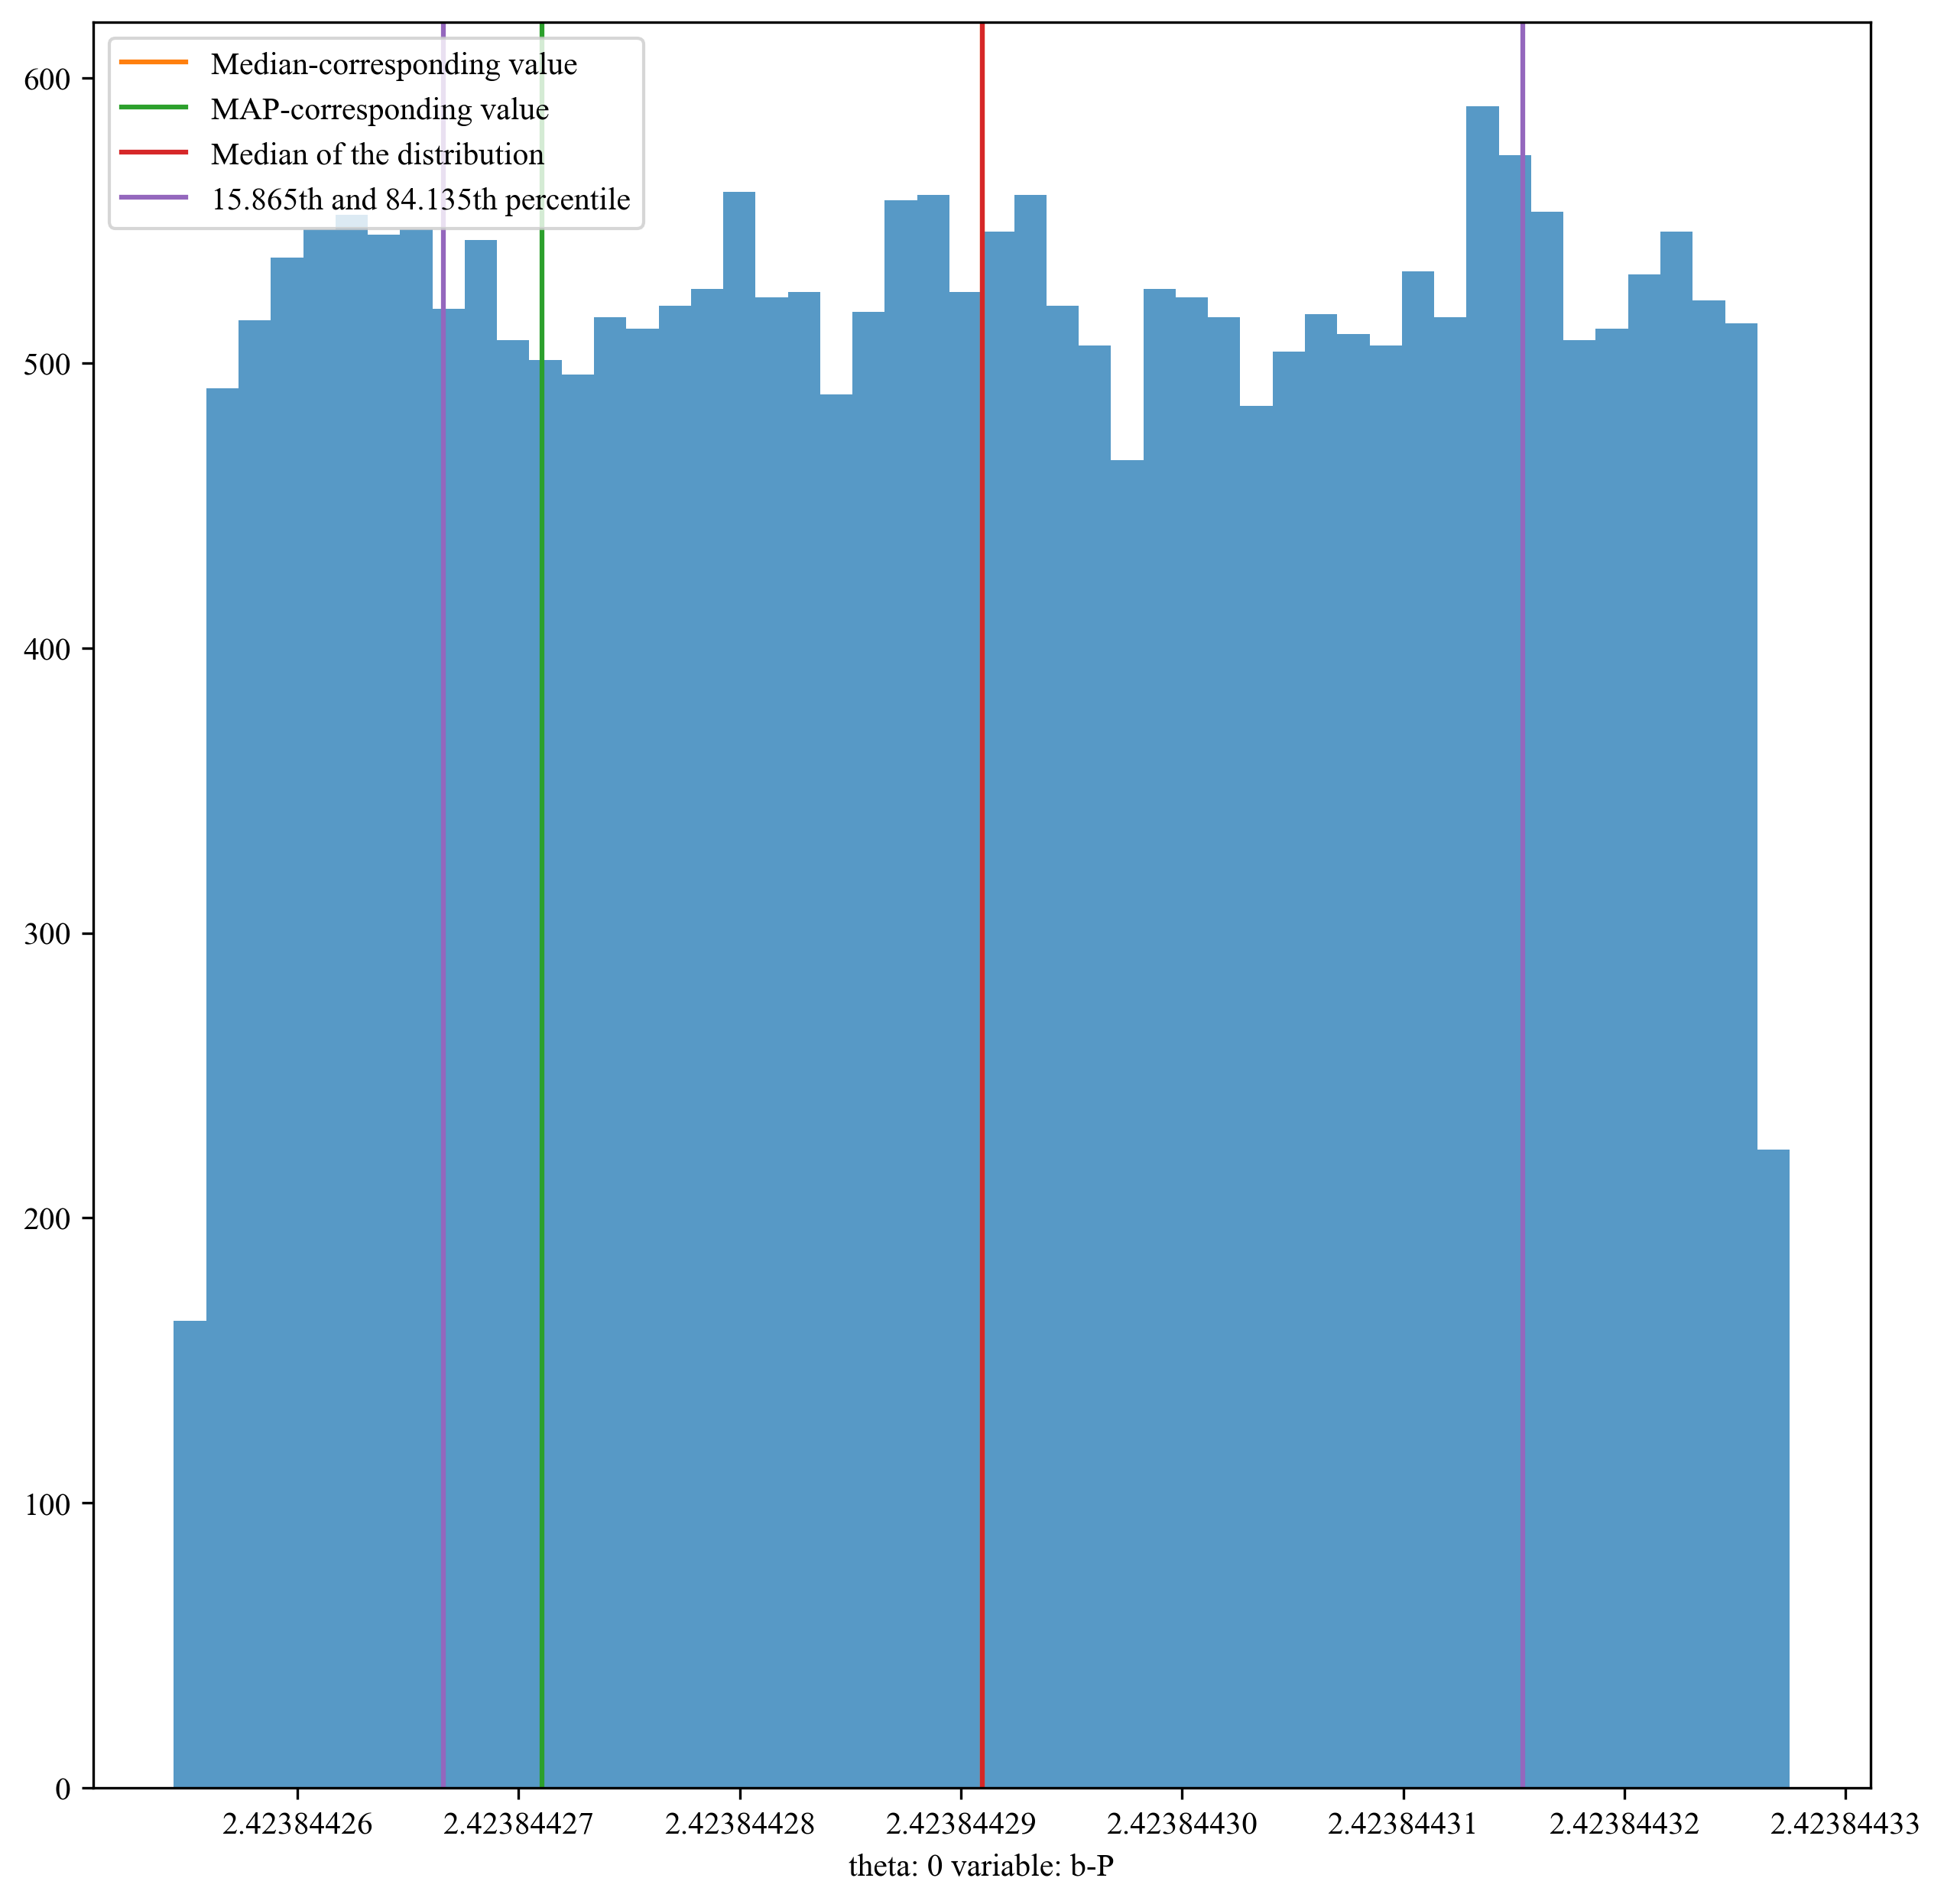 Median-corresponding value
MAP-corresponding value
Median of the distribution
15.865th and 84.135th percentile
600
500
400
300
200
100
0
2.42384426 2.42384427 2.42384428 2.42384429 2.42384430 2.42384431 2.42384432 2.42384433
theta: 0 variable: b-P